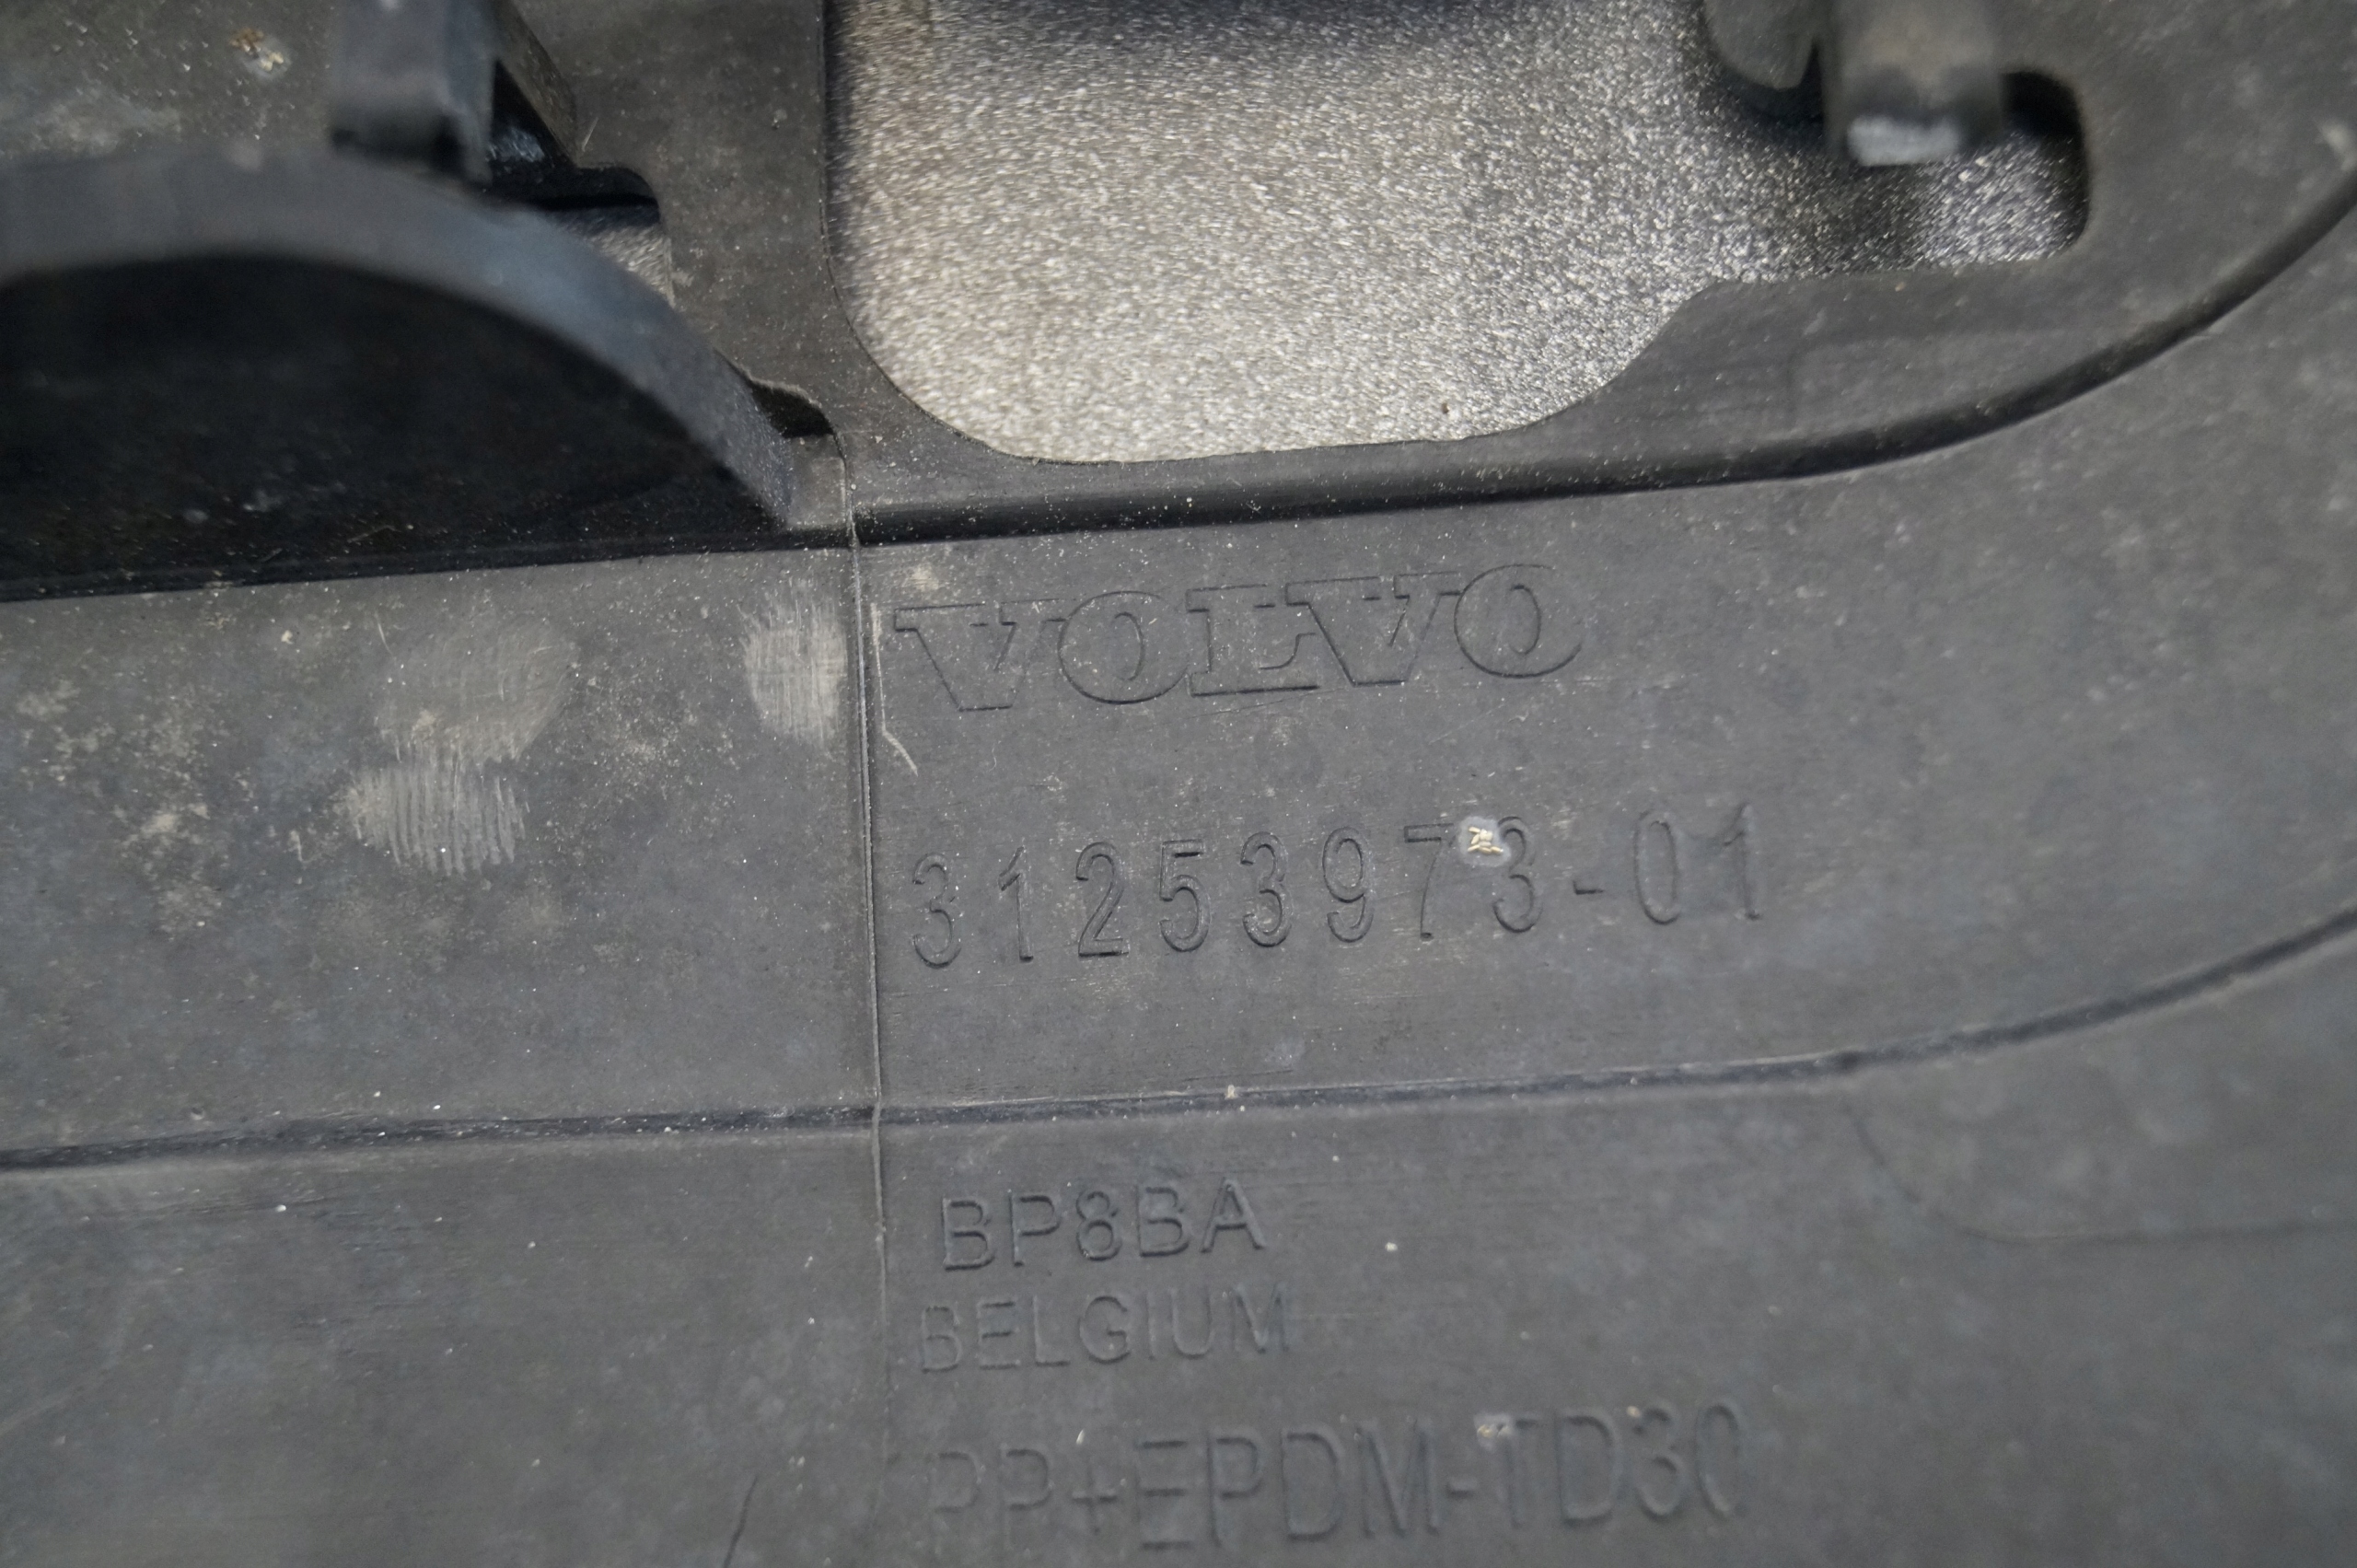 VOLVO
31253973-01
BP8BA
BELGIUM
PP+EPDM-TD30